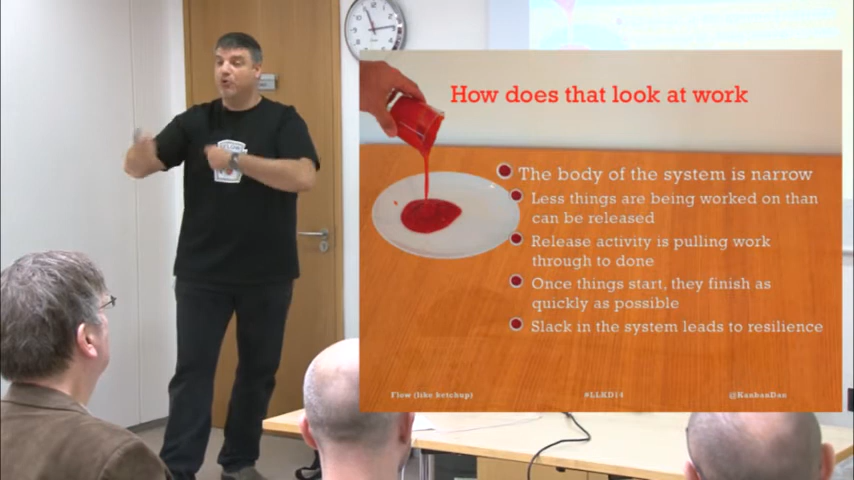 How does that look at work
The body of the system is narrow
Less things are being worked on than
can be released
Release activity is pulling work
through to done
Once things start, they finish as
quickly as possible
Slack in the system leads to resilience
Flow (like ketchup)
#LLKD14
@KanbanDan